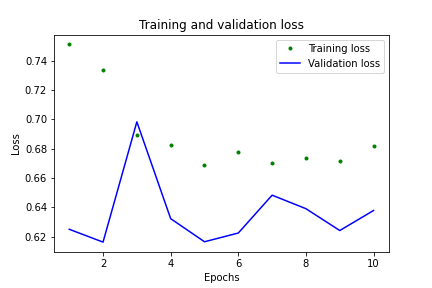 Training and validation loss
Training loss
Validation loss
Loss
0.74
0.72
0.70
0.68
0.66
0.64
0.62
2 4 6 8 10
Epochs